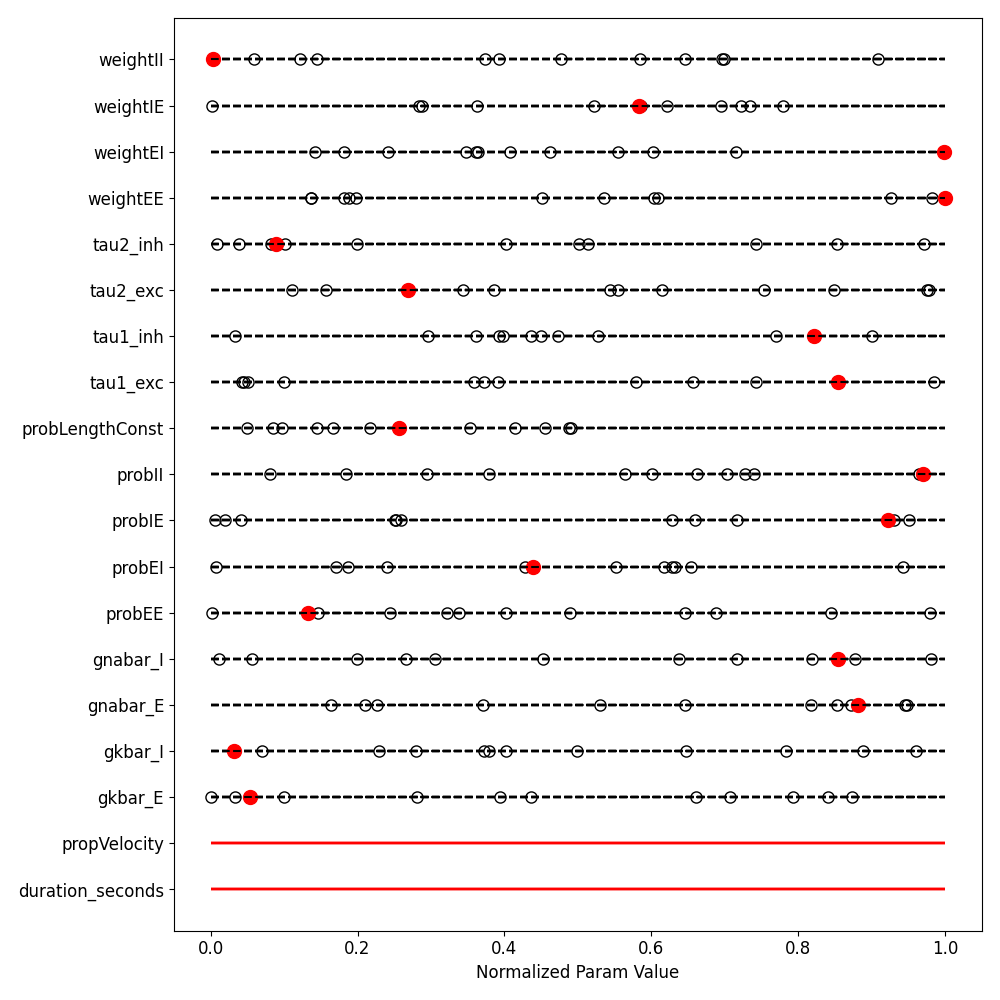 weightII
weightIE
weightEI
weightEE
tau2_inh
tau2_exc
tau1_inh
tau1_exc
probLengthConst
probII
probIE
probEI
probEE
gnabar_I
gnabar_E
gkbar_I
gkbar_E
propVelocity
duration_seconds
0.0 0.2 0.4 0.6 0.8 1.0
Normalized Param Value